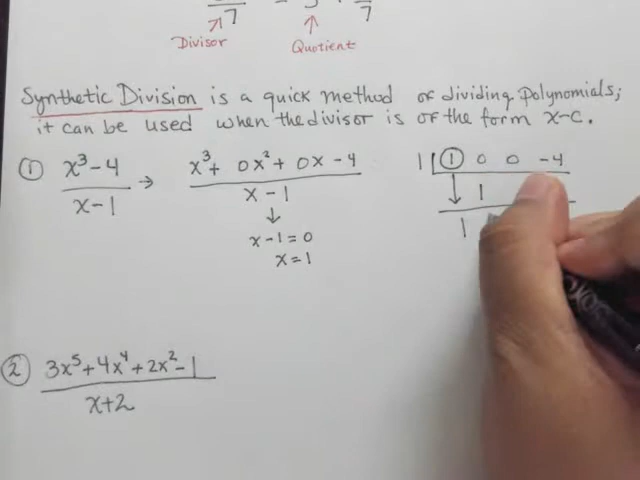 7 7
Divisor Quotient
Synthetic Division is a quick method of dividing Polynomials;
it can be used when the divisor is of the form x-c.
① x³-4 / x-1 → x³+0x²+0x-4 / x-1
↓
x-1=0
x=1
1 | ① 0 0 -4
↓ 1
1
② 3x⁵+4x⁴+2x²-1 / x+2